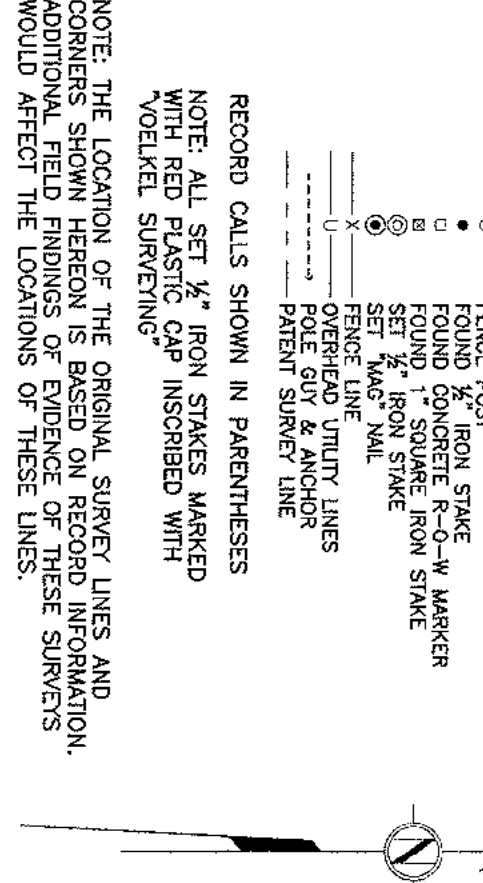 FENCE POST
FOUND ½" IRON STAKE
FOUND CONCRETE R-O-W MARKER
FOUND 1" SQUARE IRON STAKE
SET ½" IRON STAKE
SET "MAG" NAIL
FENCE LINE
OVERHEAD UTILITY LINES
POLE GUY & ANCHOR
PATENT SURVEY LINE
RECORD CALLS SHOWN IN PARENTHESES
NOTE: ALL SET ½" IRON STAKES MARKED
WITH RED PLASTIC CAP INSCRIBED WITH
"VOELKEL SURVEYING"
NOTE: THE LOCATION OF THE ORIGINAL SURVEY LINES AND
CORNERS SHOWN HEREON IS BASED ON RECORD INFORMATION.
ADDITIONAL FIELD FINDINGS OF EVIDENCE OF THESE SURVEYS
WOULD AFFECT THE LOCATIONS OF THESE LINES.